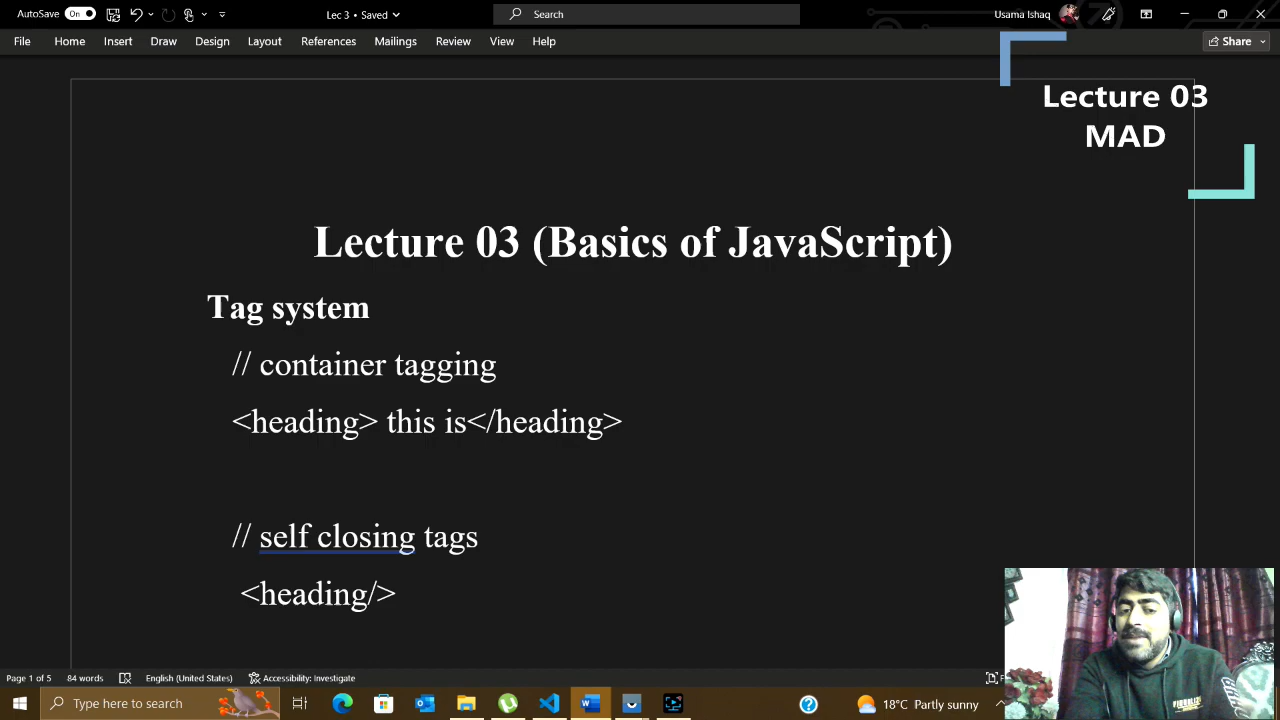 AutoSave On Lec 3 • Saved Search Usama Ishaq
File Home Insert Draw Design Layout References Mailings Review View Help Share
Lecture 03
MAD
Lecture 03 (Basics of JavaScript)
Tag system
// container tagging
<heading> this is</heading>
// self closing tags
<heading/>
Page 1 of 5 84 words English (United States) Accessibility: Investigate
Type here to search 18°C Partly sunny